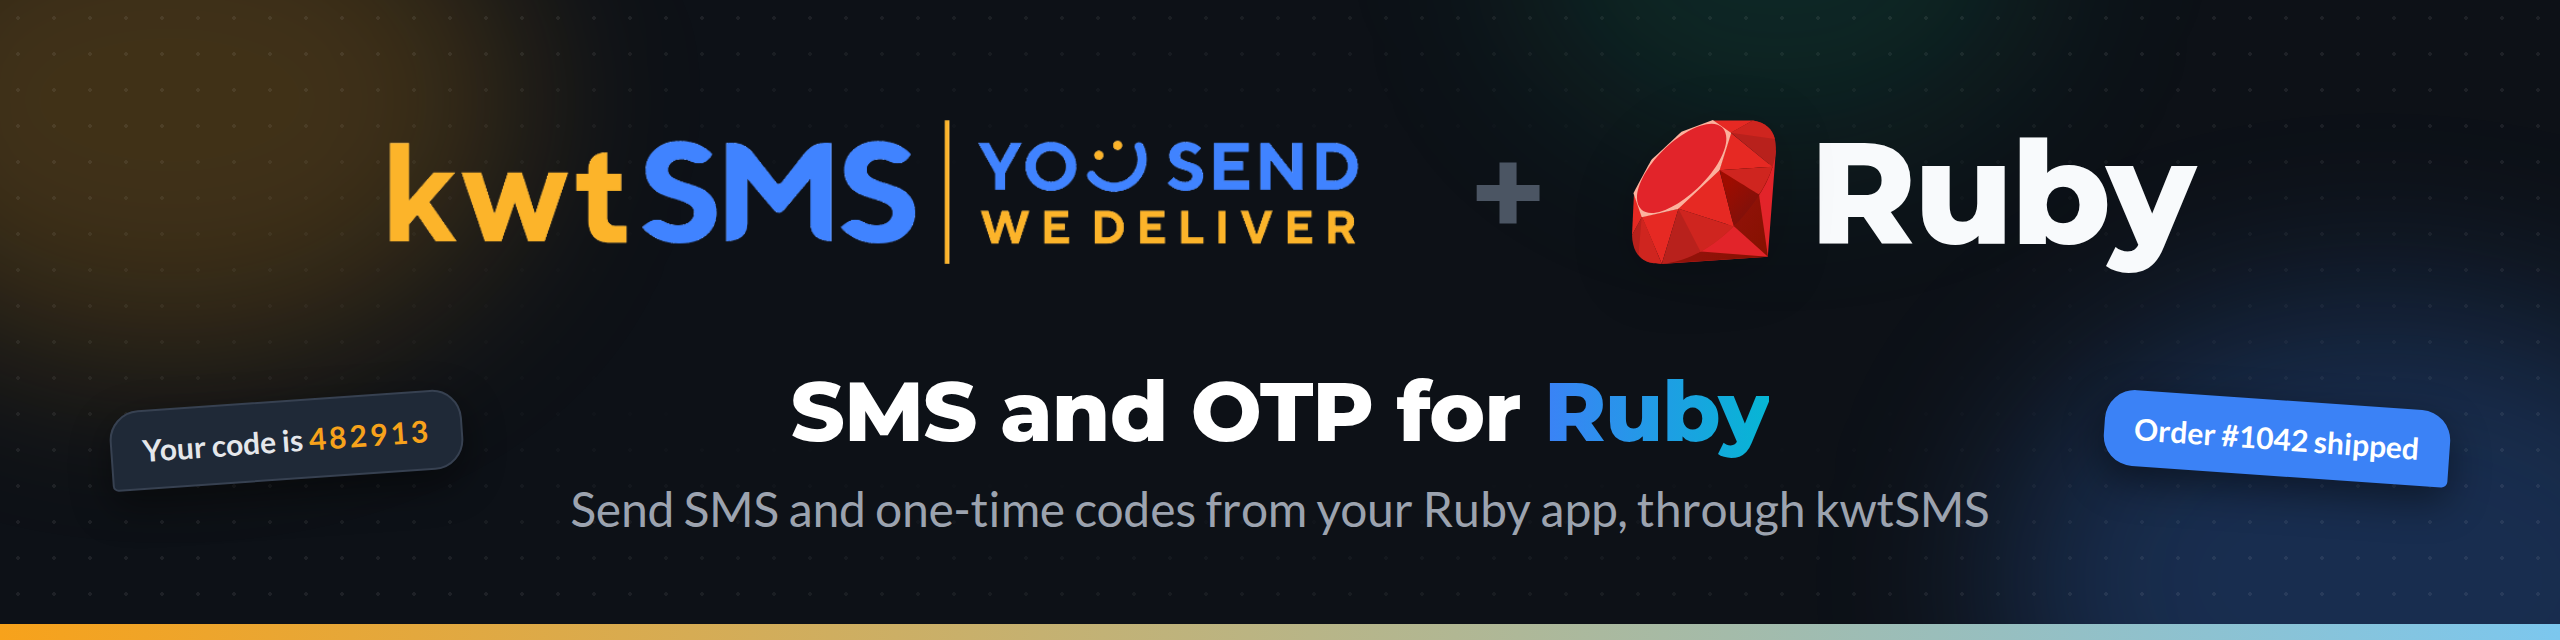 kwtSMS
YOU SEND
WE DELIVER
+
Ruby
SMS and OTP for Ruby
Your code is 482913
Order #1042 shipped
Send SMS and one-time codes from your Ruby app, through kwtSMS